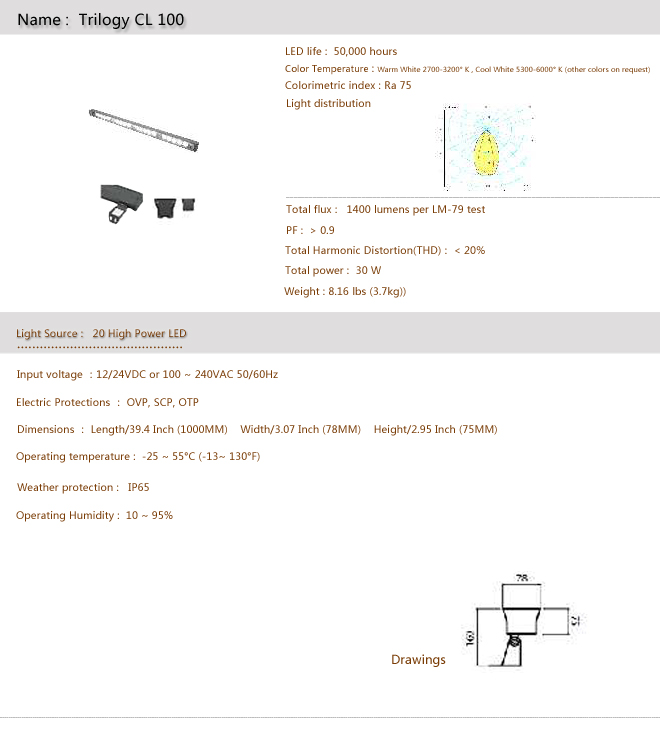 Name : Trilogy CL 100
LED life : 50,000 hours
Color Temperature : Warm White 2700-3200° K , Cool White 5300-6000° K (other colors on request)
Colorimetric index : Ra 75
Light distribution
Total flux : 1400 lumens per LM-79 test
PF : > 0.9
Total Harmonic Distortion(THD) : < 20%
Total power : 30 W
Weight : 8.16 lbs (3.7kg))
Light Source : 20 High Power LED
Input voltage : 12/24VDC or 100 ~ 240VAC 50/60Hz
Electric Protections : OVP, SCP, OTP
Dimensions : Length/39.4 Inch (1000MM) Width/3.07 Inch (78MM) Height/2.95 Inch (75MM)
Operating temperature : -25 ~ 55°C (-13~ 130°F)
Weather protection : IP65
Operating Humidity : 10 ~ 95%
78
Drawings